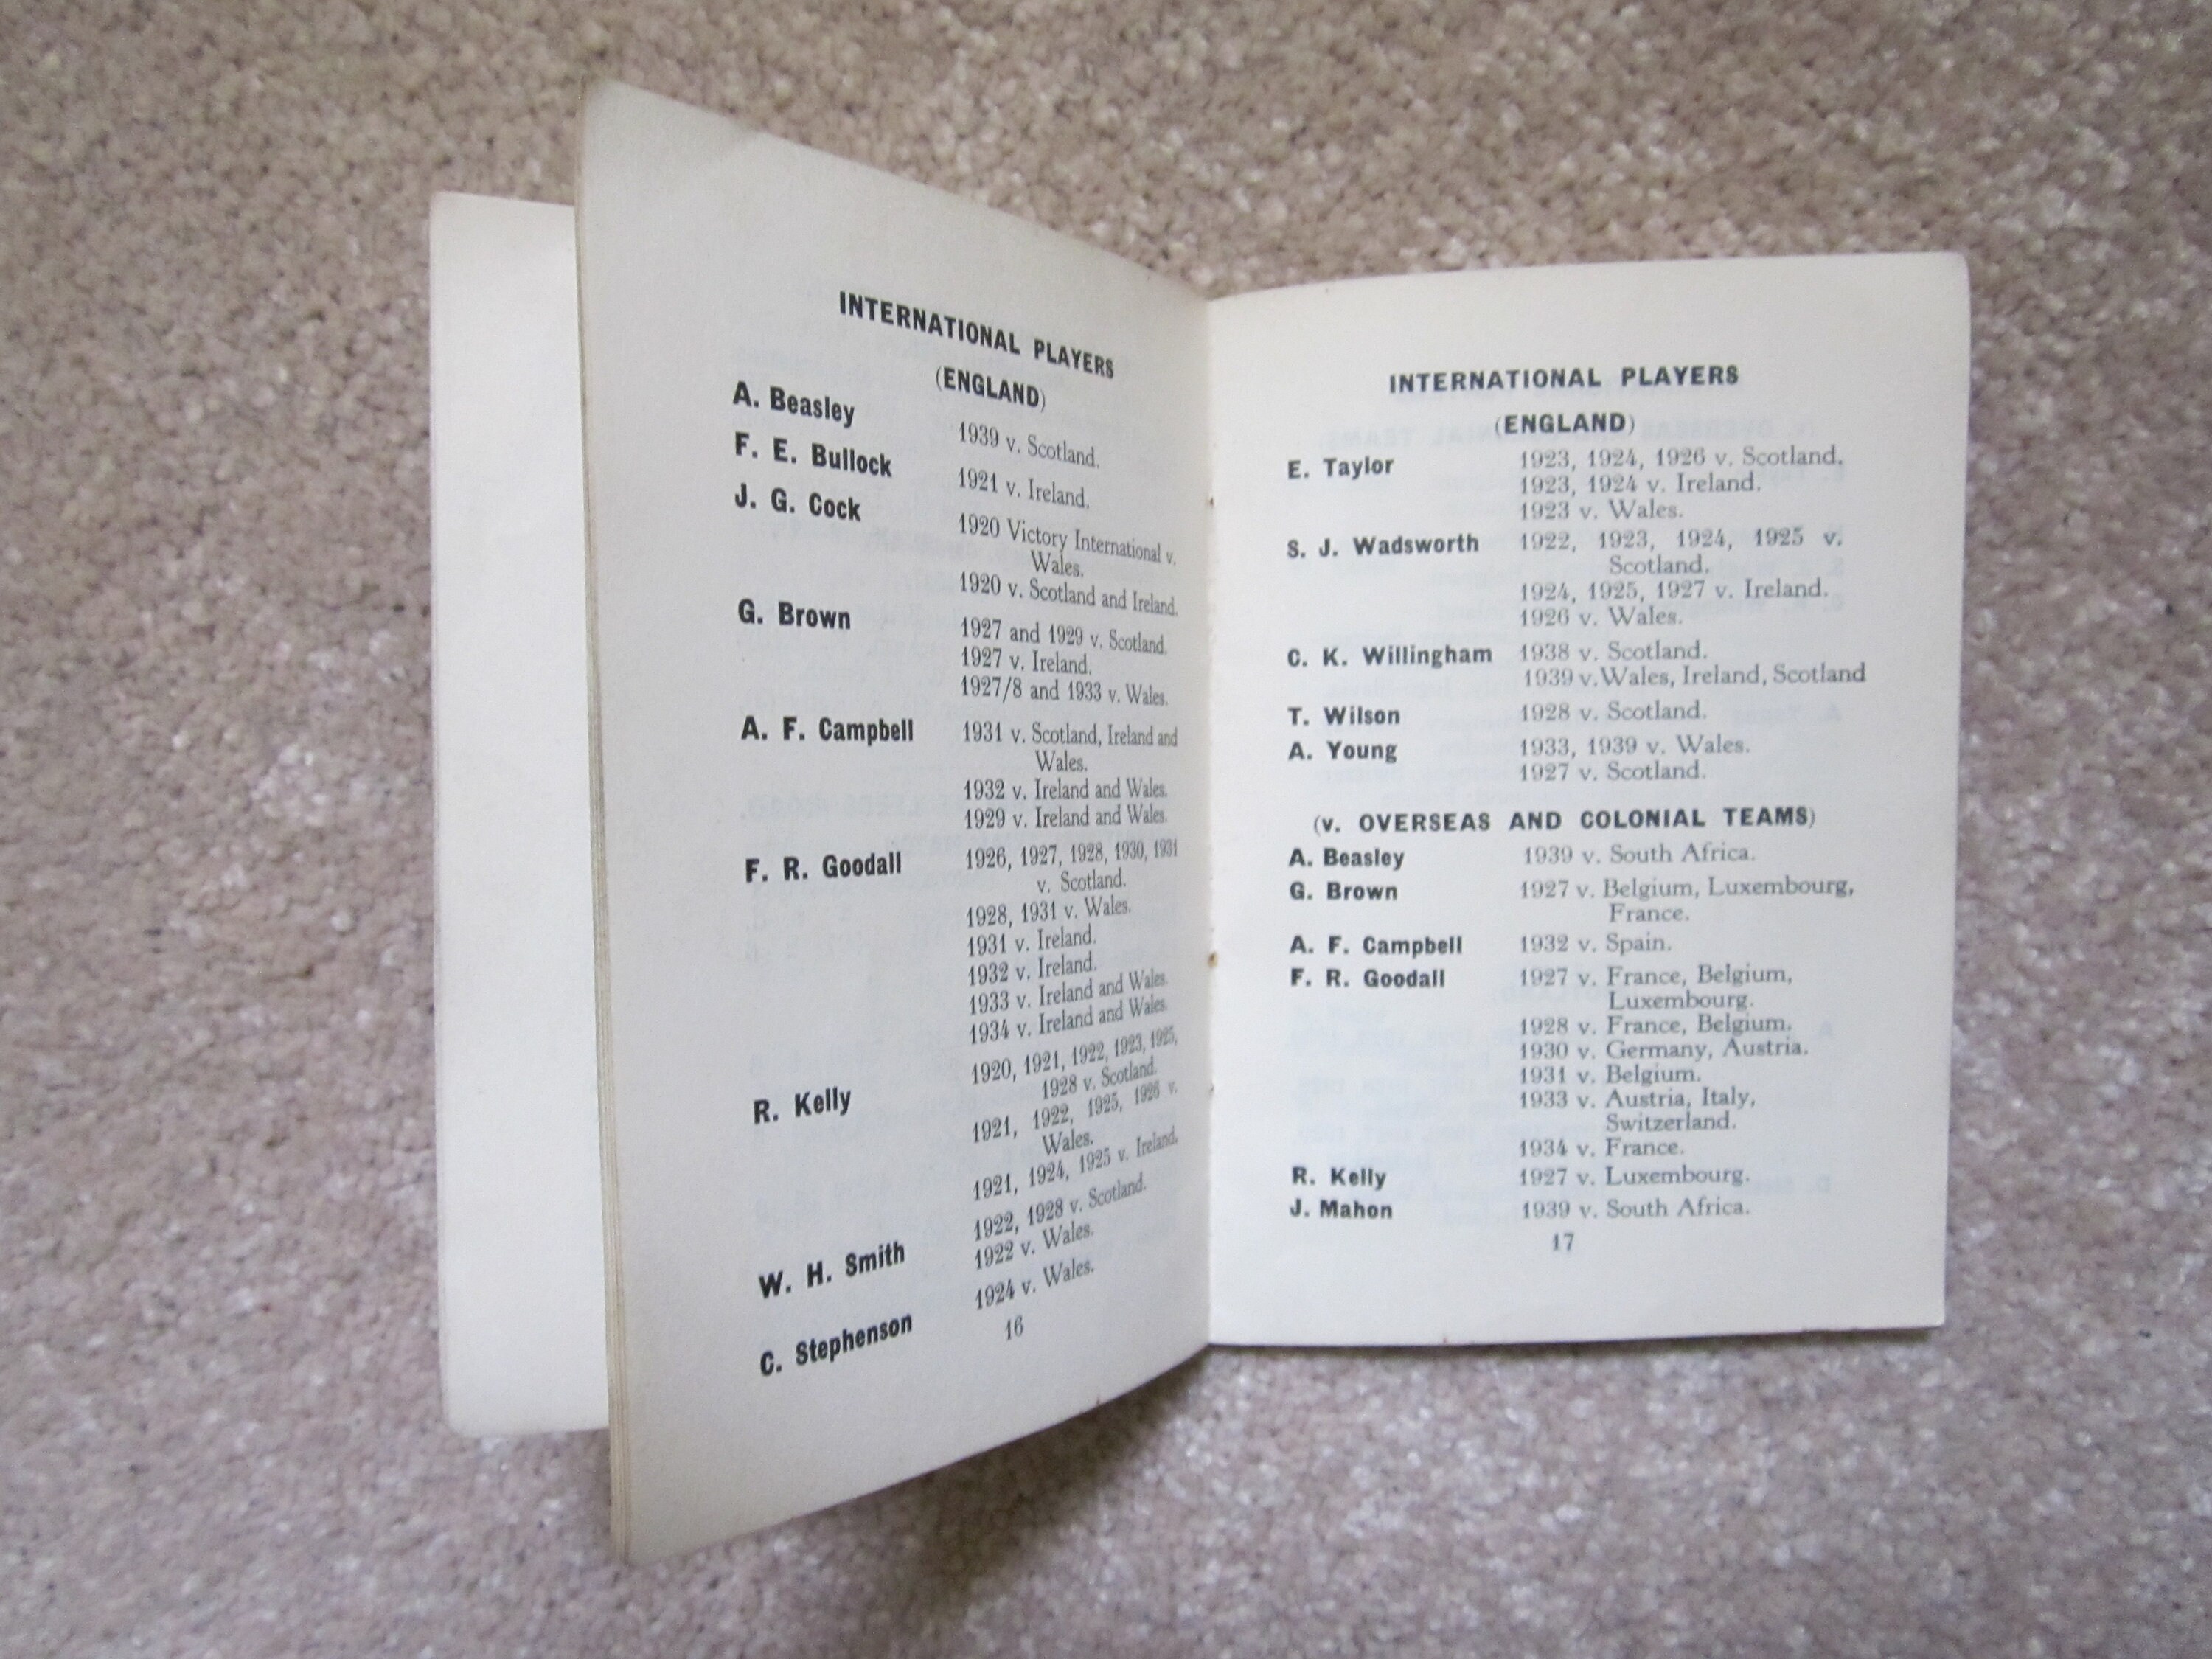 INTERNATIONAL PLAYERS
(ENGLAND)
A. Beasley 1939 v. Scotland.
F. E. Bullock 1921 v. Ireland.
J. G. Cock 1920 Victory International v.
Wales.
1920 v. Scotland and Ireland.
G. Brown 1927 and 1929 v. Scotland.
1927 v. Ireland.
1927/8 and 1933 v. Wales.
A. F. Campbell 1931 v. Scotland, Ireland and
Wales.
1932 v. Ireland and Wales.
1929 v. Ireland and Wales.
F. R. Goodall 1926, 1927, 1928, 1930, 1931
v. Scotland.
1928, 1931 v. Wales.
1931 v. Ireland.
1932 v. Ireland.
1933 v. Ireland and Wales.
1934 v. Ireland and Wales.
R. Kelly 1920, 1921, 1922, 1923, 1925,
1928 v. Scotland.
1921, 1922, 1925, 1926 v.
Wales.
1921, 1924, 1925 v. Ireland.
W. H. Smith 1922, 1928 v. Scotland.
1922 v. Wales.
C. Stephenson 1924 v. Wales.
16
INTERNATIONAL PLAYERS
(ENGLAND)
E. Taylor 1923, 1924, 1926 v. Scotland.
1923, 1924 v. Ireland.
1923 v. Wales.
S. J. Wadsworth 1922, 1923, 1924, 1925 v.
Scotland.
1924, 1925, 1927 v. Ireland.
1926 v. Wales.
C. K. Willingham 1938 v. Scotland.
1939 v. Wales, Ireland, Scotland
T. Wilson 1928 v. Scotland.
A. Young 1933, 1939 v. Wales.
1927 v. Scotland.
(v. OVERSEAS AND COLONIAL TEAMS)
A. Beasley 1939 v. South Africa.
G. Brown 1927 v. Belgium, Luxembourg,
France.
A. F. Campbell 1932 v. Spain.
F. R. Goodall 1927 v. France, Belgium,
Luxembourg.
1928 v. France, Belgium.
1930 v. Germany, Austria.
1931 v. Belgium.
1933 v. Austria, Italy,
Switzerland.
1934 v. France.
R. Kelly 1927 v. Luxembourg.
J. Mahon 1939 v. South Africa.
17